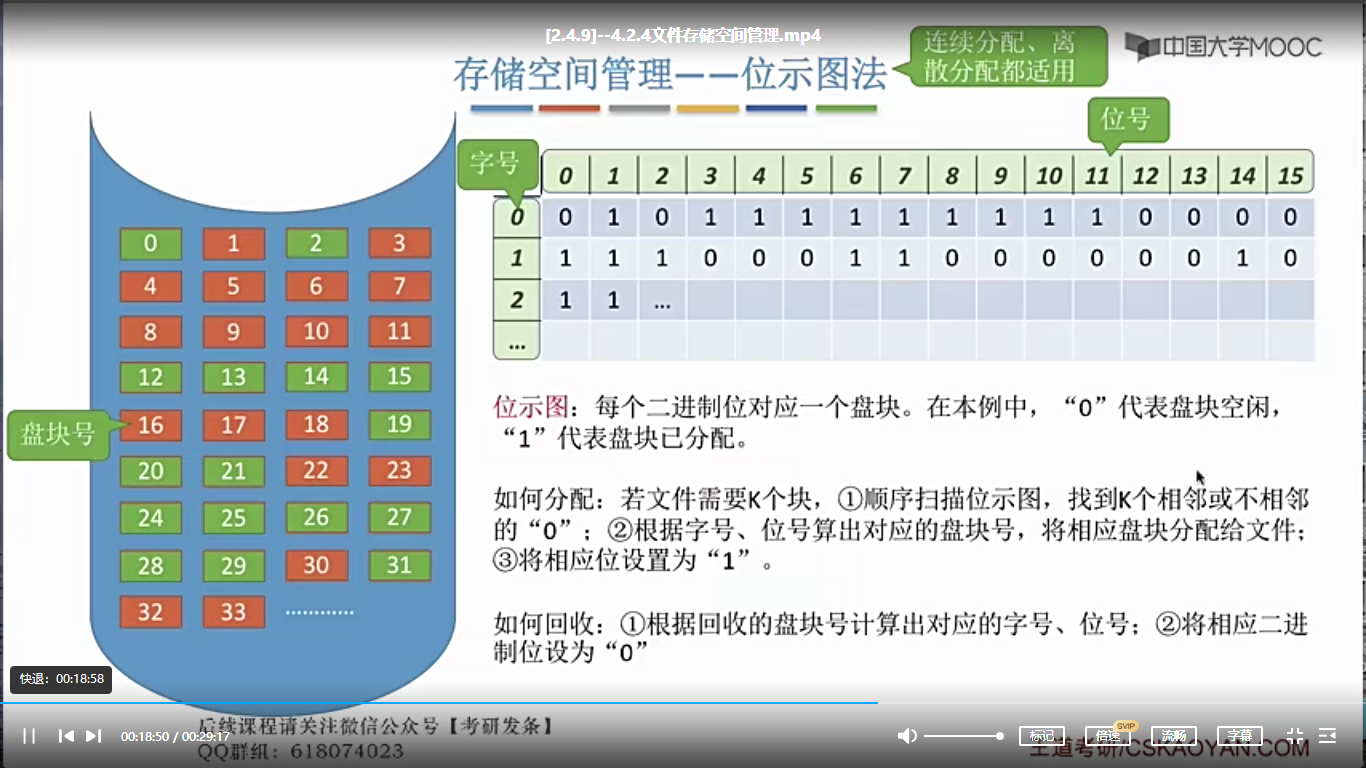 [2.4.9]--4.2.4文件存储空间管理.mp4
存储空间管理——位示图法
连续分配、离
散分配都适用
中国大学MOOC
位号
字号
0 1 2 3 4 5 6 7 8 9 10 11 12 13 14 15
0 0 1 0 1 1 1 1 1 1 1 1 1 0 0 0 0
1 1 1 1 0 0 0 1 1 0 0 0 0 0 0 1 0
2 1 1 ...
...
0 1 2 3
4 5 6 7
8 9 10 11
12 13 14 15
盘块号
16 17 18 19
20 21 22 23
24 25 26 27
28 29 30 31
32 33 …………
位示图：每个二进制位对应一个盘块。在本例中，“0”代表盘块空闲，
“1”代表盘块已分配。
如何分配：若文件需要K个块，①顺序扫描位示图，找到K个相邻或不相邻
的“0”；②根据字号、位号算出对应的盘块号，将相应盘块分配给文件；
③将相应位设置为“1”。
如何回收：①根据回收的盘块号计算出对应的字号、位号；②将相应二进
制位设为“0”
快退：00:18:58
后续课程请关注微信公众号【考研发条】
QQ群组：618074023
00:18:50 / 00:29:17
标记
倍速
SVIP
流畅
字幕
王道考研/CSKAOYAN.COM